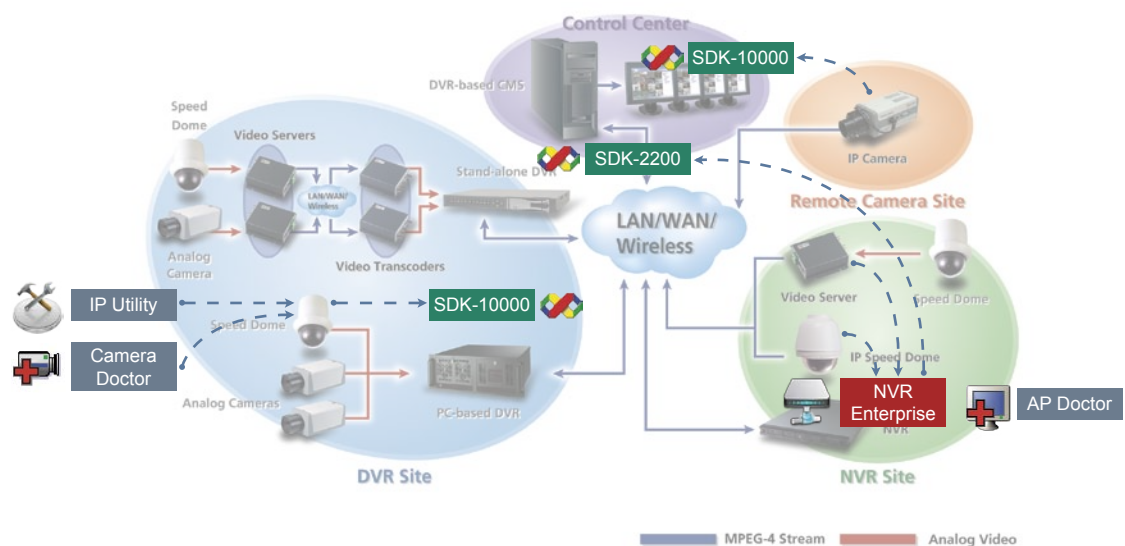 Control Center
SDK-10000
DVR-based CMS
Speed
Dome
Video Servers
SDK-2200
IP Camera
Stand-alone DVR
LAN/WAN/
Wireless
Remote Camera Site
LAN/WAN/
Wireless
Analog
Camera
Video Transcoders
Video Server
Speed Dome
IP Utility
SDK-10000
Speed Dome
Camera
Doctor
IP Speed Dome
Analog Cameras
PC-based DVR
NVR
Enterprise
AP Doctor
NVR
DVR Site
NVR Site
MPEG-4 Stream
Analog Video